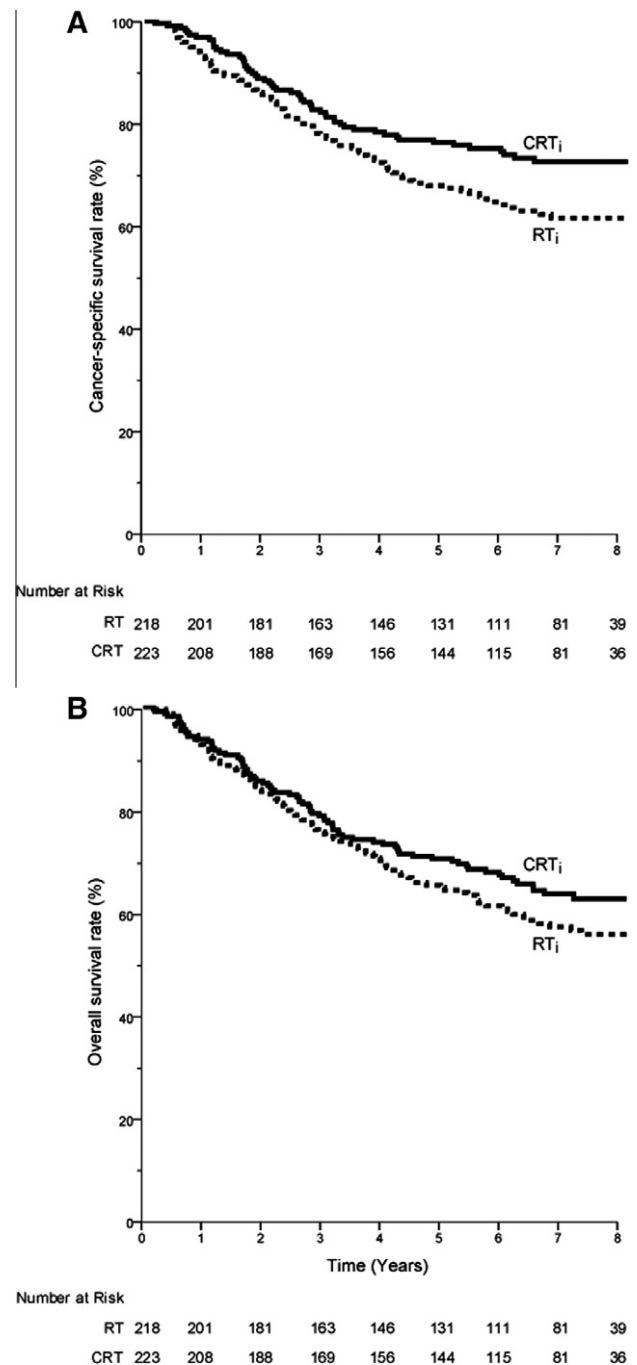 A
100
80
60
40
20
0
Cancer-specific survival rate (%)
CRTi
RTi
0 1 2 3 4 5 6 7 8
Number at Risk
RT 218 201 181 163 146 131 111 81 39
CRT 223 208 188 169 156 144 115 81 36
B
100
80
60
40
20
0
Overall survival rate (%)
CRTi
RTi
0 1 2 3 4 5 6 7 8
Time (Years)
Number at Risk
RT 218 201 181 163 146 131 111 81 39
CRT 223 208 188 169 156 144 115 81 36